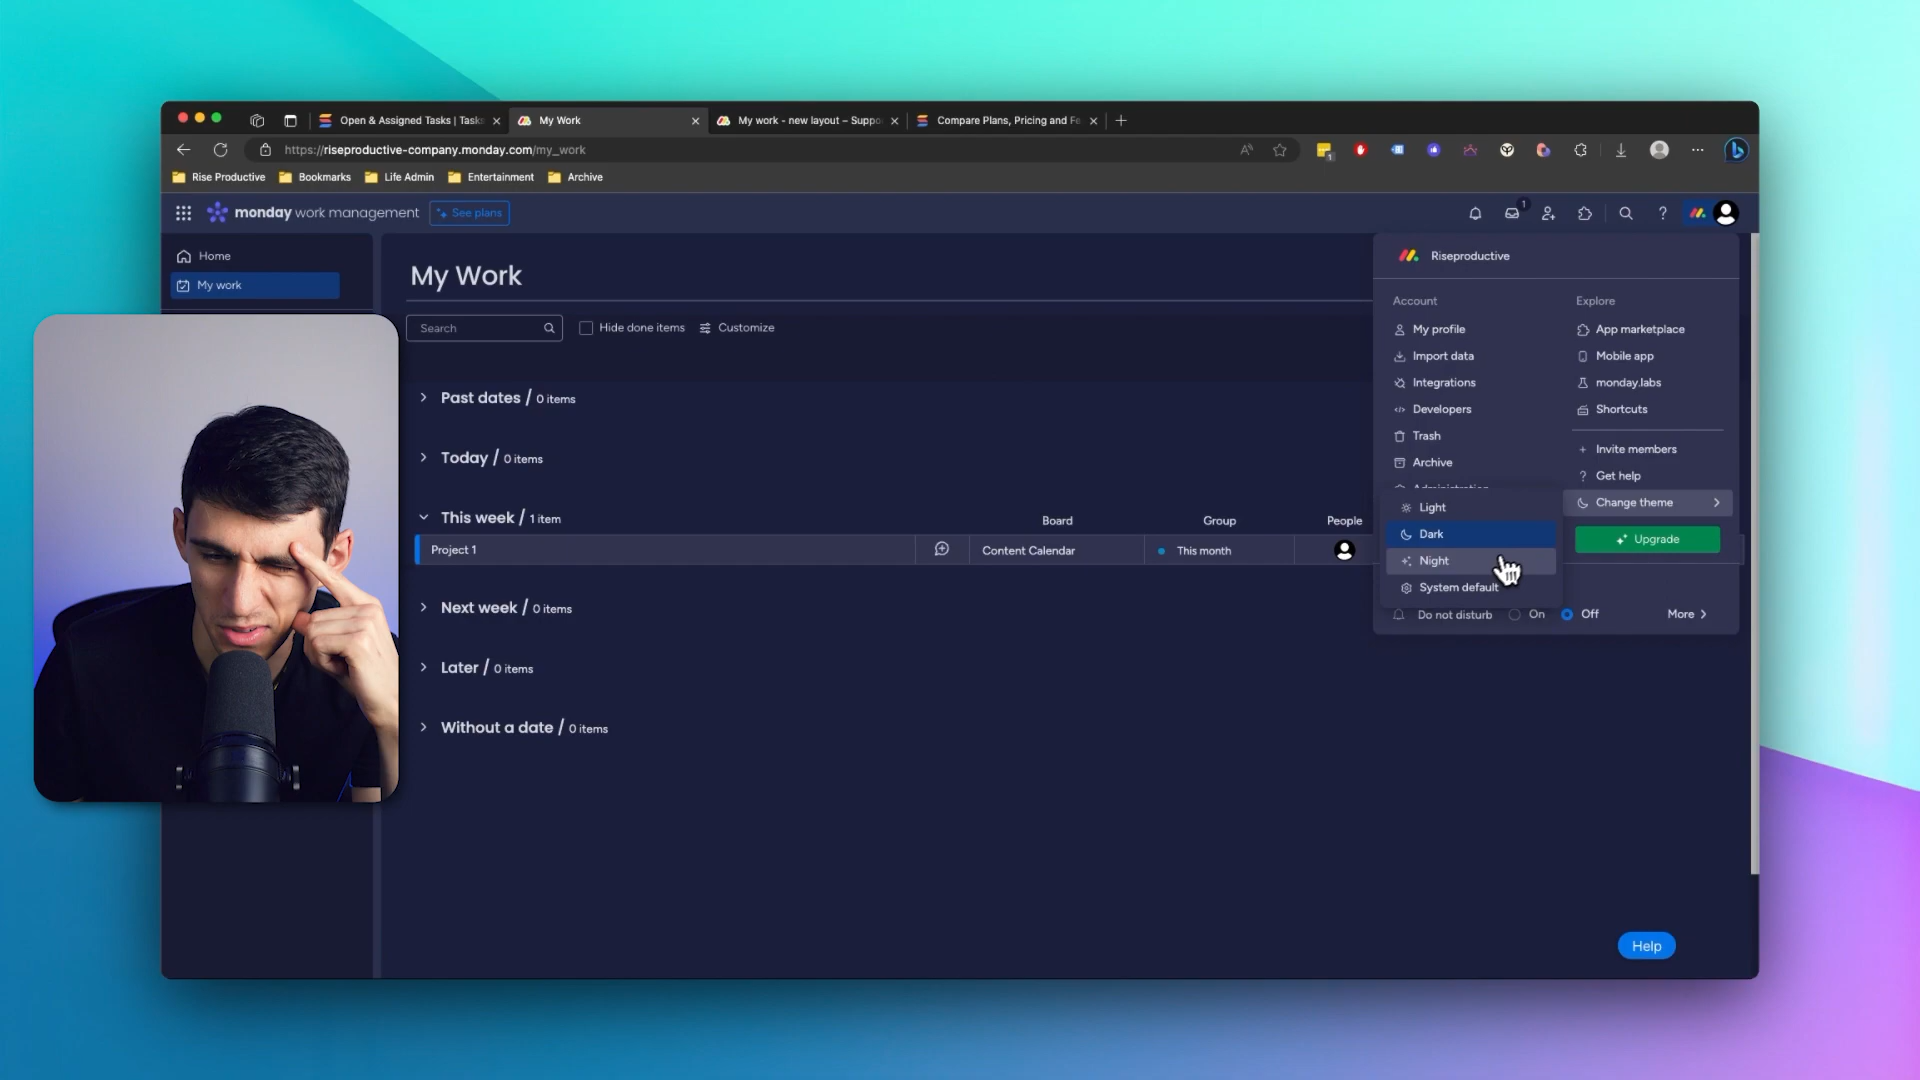 Open & Assigned Tasks | Tasks
My Work
My work - new layout – Suppo
Compare Plans, Pricing and Fe
https://riseproductive-company.monday.com/my_work
1
Rise Productive
Bookmarks
Life Admin
Entertainment
Archive
monday work management
See plans
1
Home
My work
My Work
Search
Hide done items
Customize
Past dates / 0 items
Today / 0 items
This week / 1 item
Board
Group
People
Project 1
Content Calendar
This month
Next week / 0 items
Later / 0 items
Without a date / 0 items
Riseproductive
Account
My profile
Import data
Integrations
Developers
Trash
Archive
Administration
Explore
App marketplace
Mobile app
monday.labs
Shortcuts
Invite members
Get help
Change theme
Upgrade
Light
Dark
Night
System default
Do not disturb
On
Off
More
Help